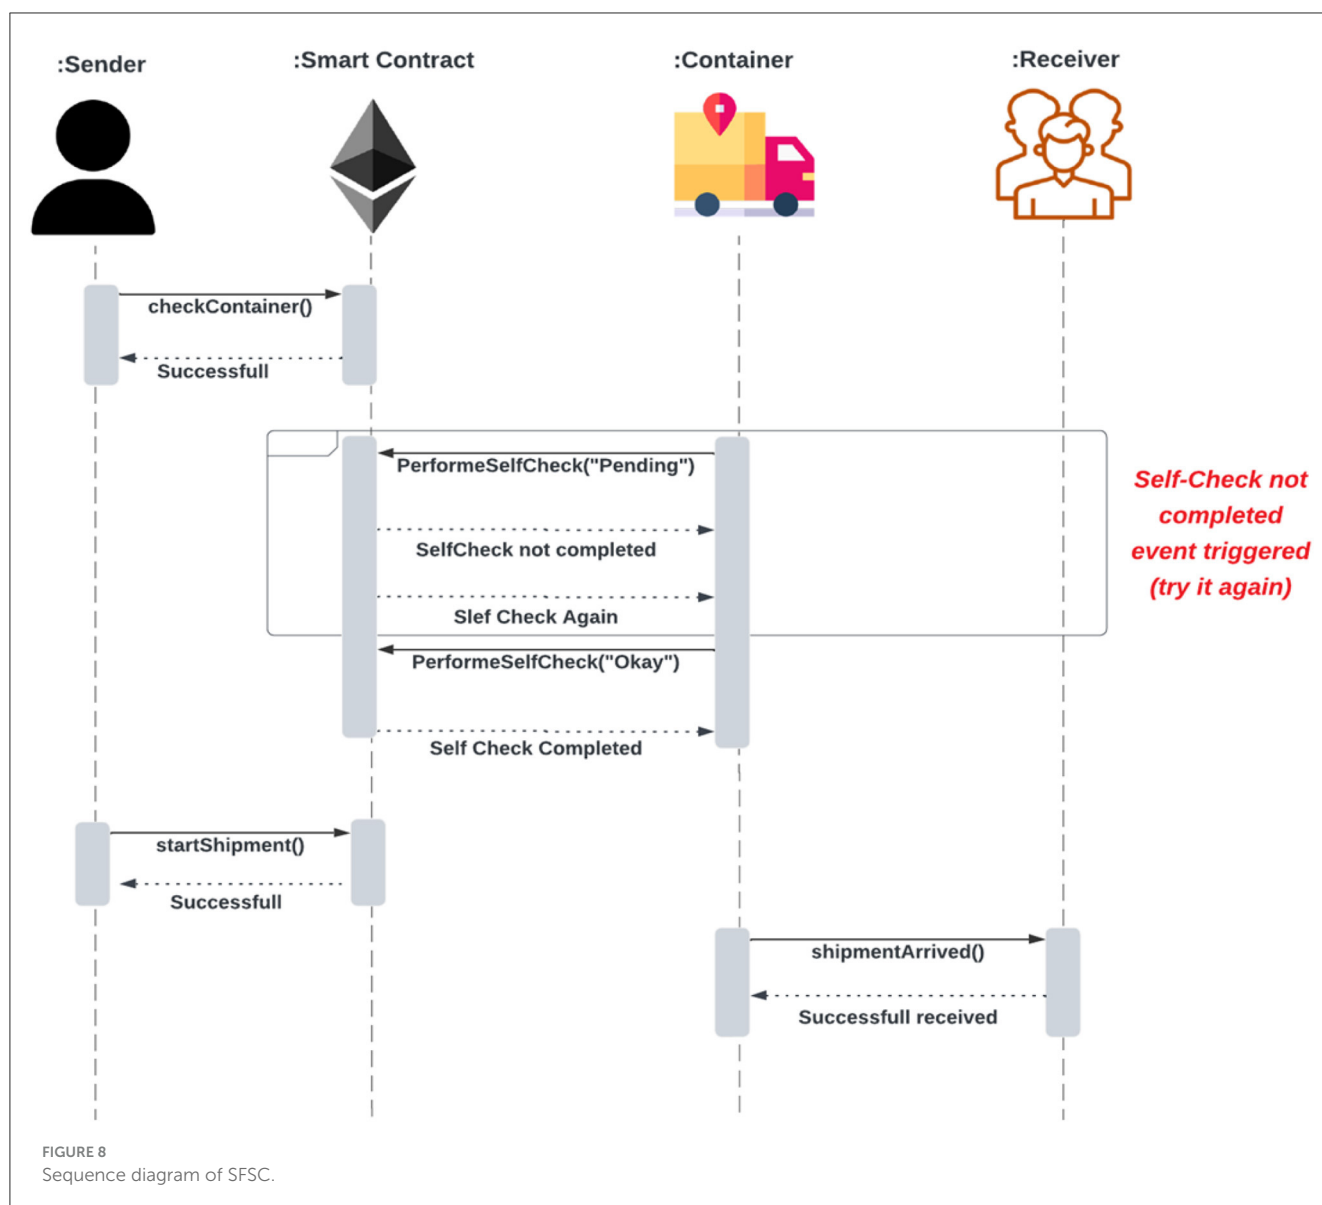 :Sender
:Smart Contract
:Container
:Receiver
checkContainer()
Successfull
PerformeSelfCheck("Pending")
SelfCheck not completed
Slef Check Again
Self-Check not
completed
event triggered
(try it again)
PerformeSelfCheck("Okay")
Self Check Completed
startShipment()
Successfull
shipmentArrived()
Successfull received
FIGURE 8
Sequence diagram of SFSC.